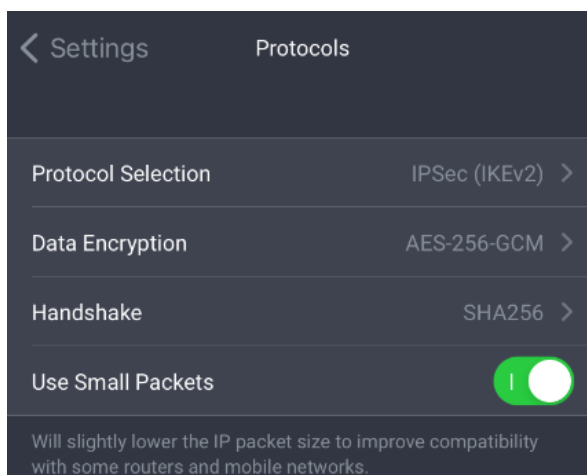 Settings Protocols
Protocol Selection IPSec (IKEv2)
Data Encryption AES-256-GCM
Handshake SHA256
Use Small Packets
Will slightly lower the IP packet size to improve compatibility
with some routers and mobile networks.